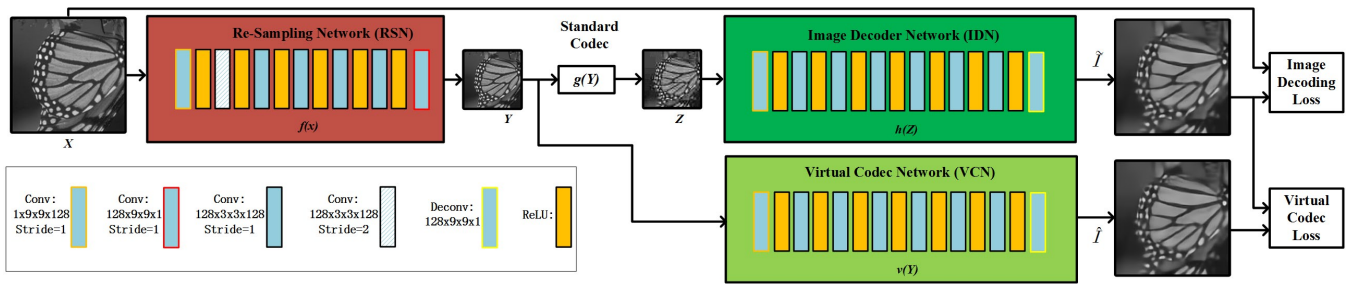 Re-Sampling Network (RSN)
f(x)
X
Y
Standard
Codec
g(Y)
Z
Image Decoder Network (IDN)
h(Z)
Ĩ
Image
Decoding
Loss
Virtual Codec Network (VCN)
v(Y)
Î
Virtual
Codec
Loss
Conv:
1x9x9x128
Stride=1
Conv:
128x9x9x1
Stride=1
Conv:
128x3x3x128
Stride=1
Conv:
128x3x3x128
Stride=2
Deconv:
128x9x9x1
ReLU: